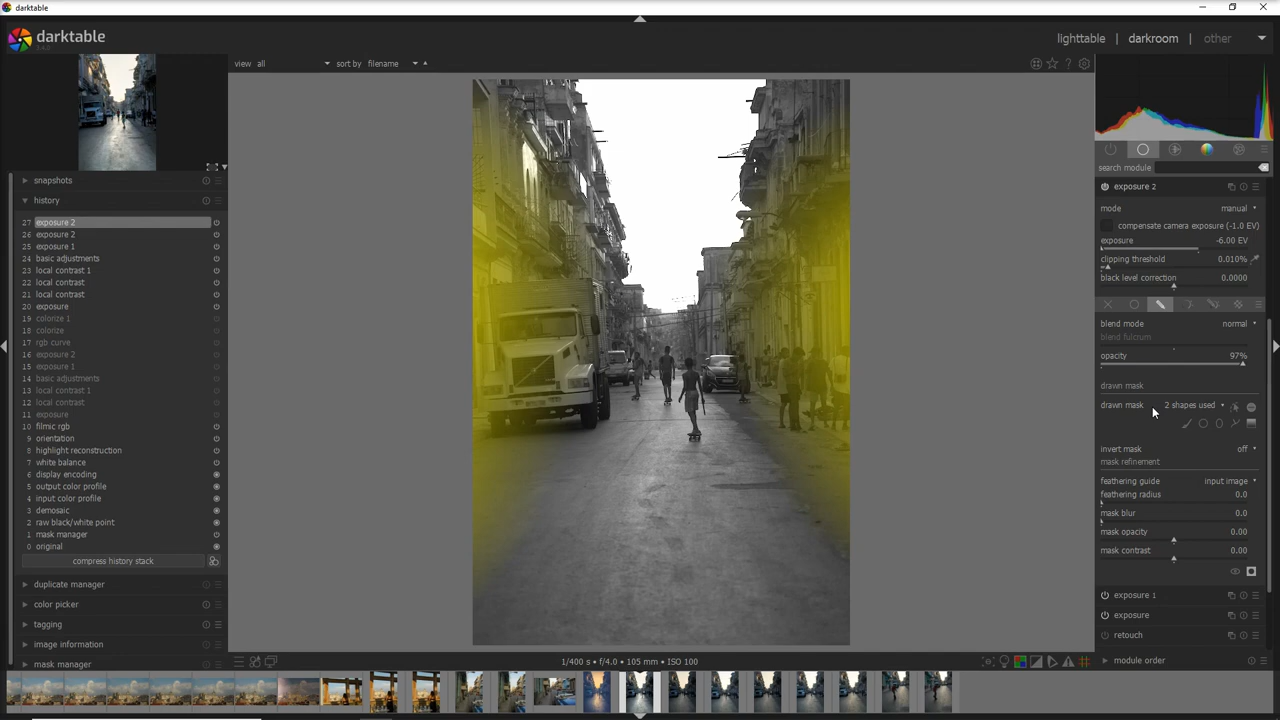 darktable
darktable
3.4.0
lighttable | darkroom | other
view all sort by filename
search module
snapshots
history
27 exposure 2
26 exposure 2
25 exposure 1
24 basic adjustments
23 local contrast 1
22 local contrast
21 local contrast
20 exposure
19 colorize 1
18 colorize
17 rgb curve
16 exposure 2
15 exposure 1
14 basic adjustments
13 local contrast 1
12 local contrast
11 exposure
10 filmic rgb
9 orientation
8 highlight reconstruction
7 white balance
6 display encoding
5 output color profile
4 input color profile
3 demosaic
2 raw black/white point
1 mask manager
0 original
compress history stack
duplicate manager
color picker
tagging
image information
mask manager
1/400 s • f/4.0 • 105 mm • ISO 100
exposure 2
mode manual
compensate camera exposure (-1.0 EV)
exposure -6.00 EV
clipping threshold 0.010%
black level correction 0.0000
blend mode normal
blend fulcrum
opacity 97%
drawn mask
drawn mask 2 shapes used
invert mask off
mask refinement
feathering guide input image
feathering radius 0.0
mask blur 0.0
mask opacity 0.00
mask contrast 0.00
exposure 1
exposure
retouch
module order